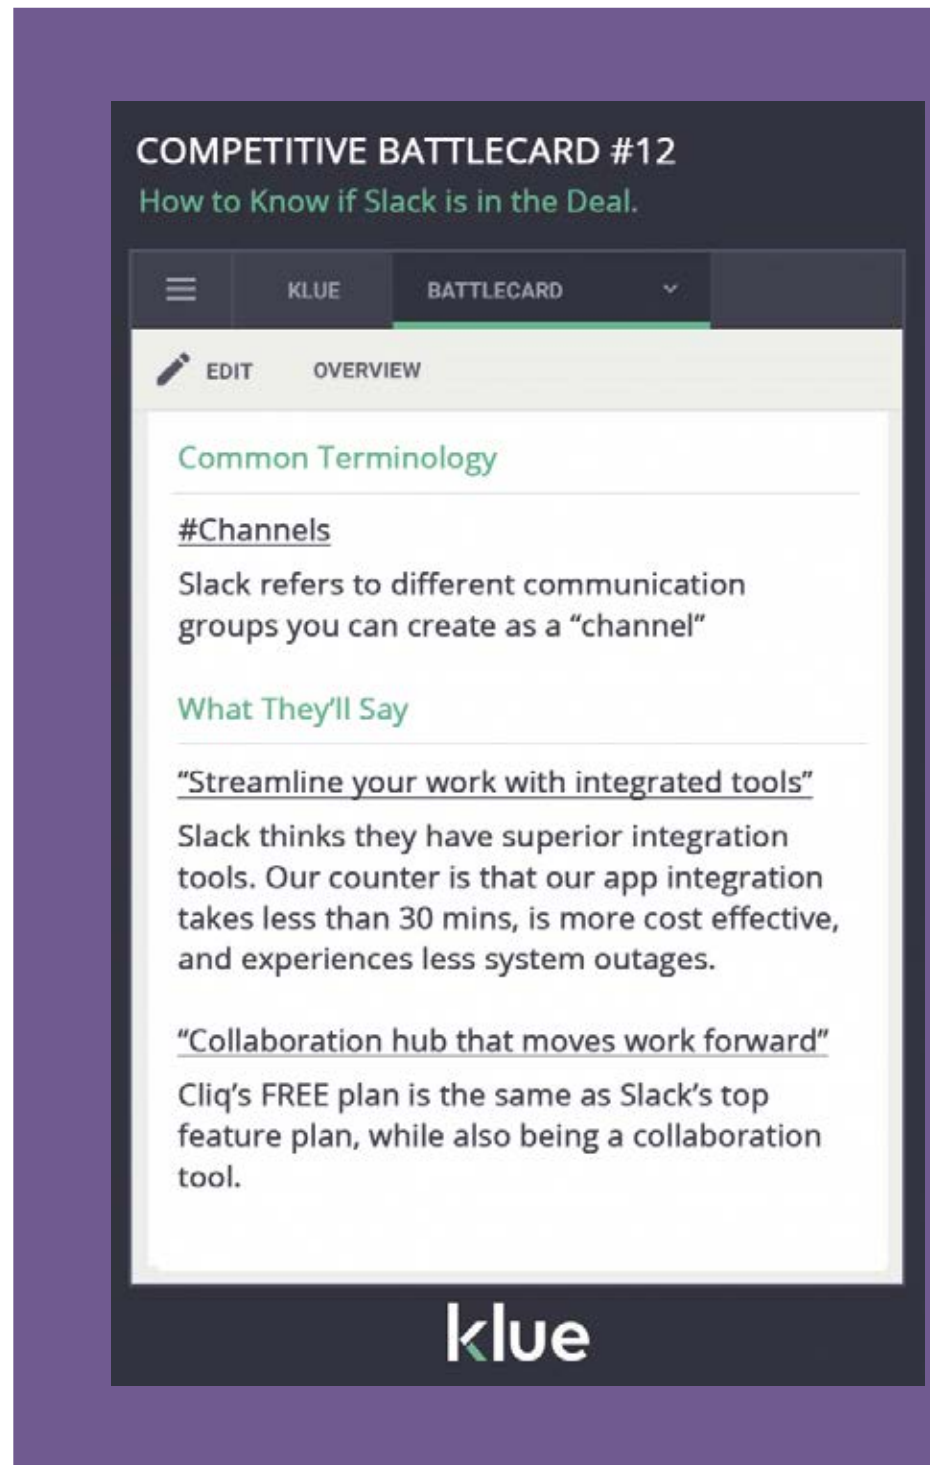 COMPETITIVE BATTLECARD #12
How to Know if Slack is in the Deal.
KLUE BATTLECARD
EDIT OVERVIEW
Common Terminology
#Channels
Slack refers to different communication
groups you can create as a “channel”
What They’ll Say
“Streamline your work with integrated tools”
Slack thinks they have superior integration
tools. Our counter is that our app integration
takes less than 30 mins, is more cost effective,
and experiences less system outages.
“Collaboration hub that moves work forward”
Cliq’s FREE plan is the same as Slack’s top
feature plan, while also being a collaboration
tool.
klue